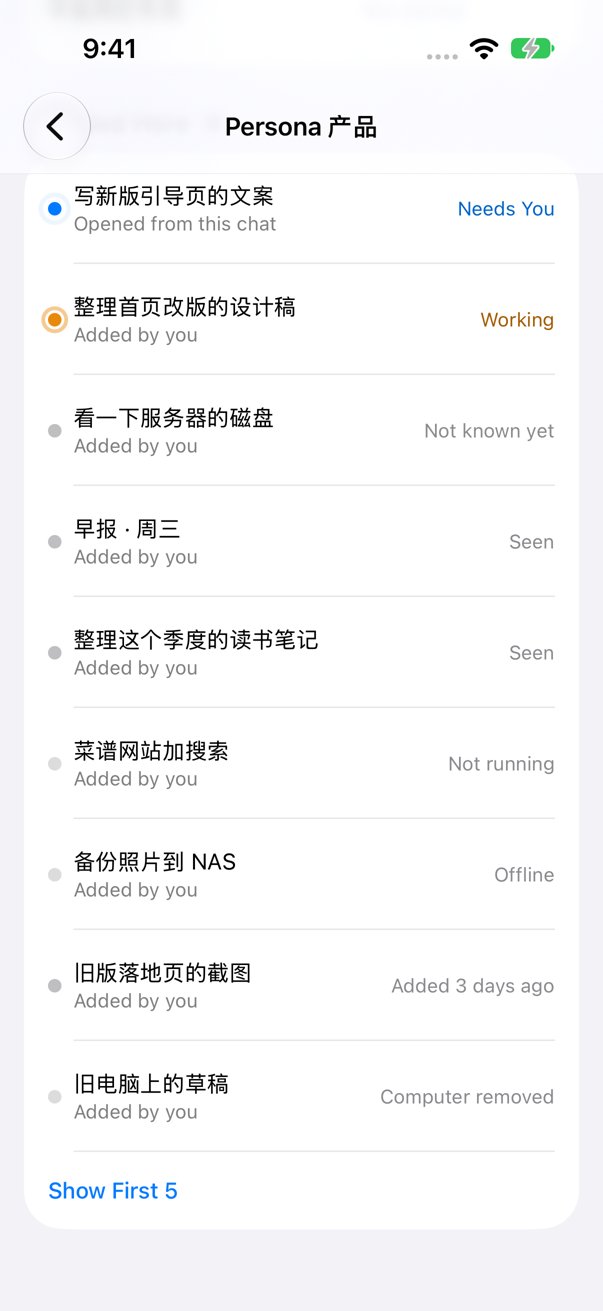 9:41
Persona 产品
写新版引导页的文案
Opened from this chat
Needs You
整理首页改版的设计稿
Added by you
Working
看一下服务器的磁盘
Added by you
Not known yet
早报 · 周三
Added by you
Seen
整理这个季度的读书笔记
Added by you
Seen
菜谱网站加搜索
Added by you
Not running
备份照片到 NAS
Added by you
Offline
旧版落地页的截图
Added by you
Added 3 days ago
旧电脑上的草稿
Added by you
Computer removed
Show First 5